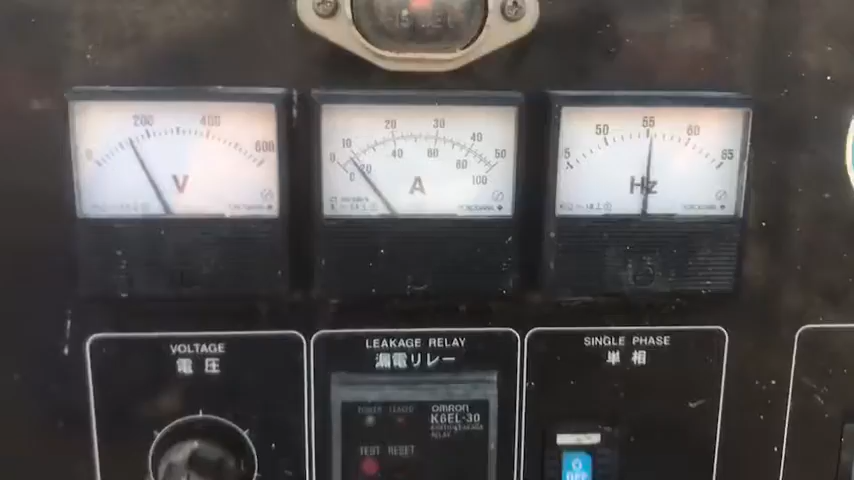 0 200 400 600
V
0 10 20 30 40 50
0 20 40 60 80 100
A
50 55 60 65
Hz
VOLTAGE
電圧
LEAKAGE RELAY
漏電リレー
SINGLE PHASE
単相
OMRON
K6EL-30
TEST RESET
OFF